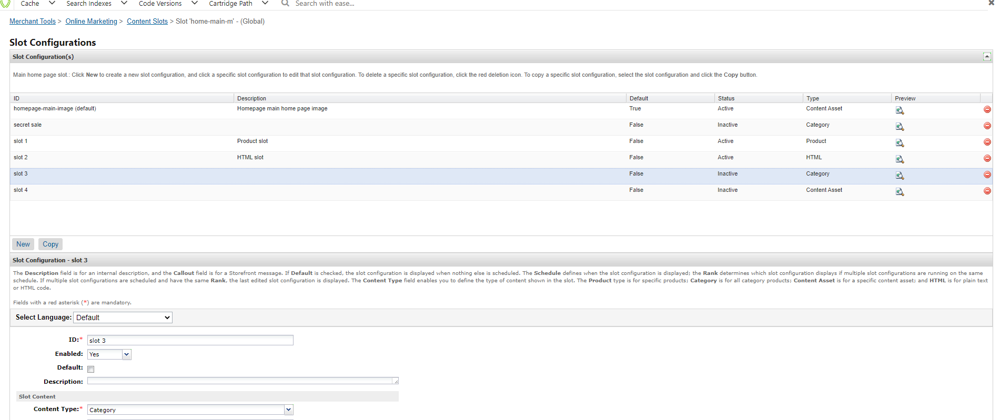 Cache Search Indexes Code Versions Cartridge Path Search with ease...
Merchant Tools > Online Marketing > Content Slots > Slot 'home-main-m' - (Global)
Slot Configurations
Slot Configuration(s)
Main home page slot.: Click New to create a new slot configuration, and click a specific slot configuration to edit that slot configuration. To delete a specific slot configuration, click the red deletion icon. To copy a specific slot configuration, select the slot configuration and click the Copy button.
ID Description Default Status Type Preview
homepage-main-image (default) Homepage main home page image True Active Content Asset
secret sale False Inactive Category
slot 1 Product slot False Active Product
slot 2 HTML slot False Active HTML
slot 3 False Inactive Category
slot 4 False Inactive Content Asset
New Copy
Slot Configuration - slot 3
The Description field is for an internal description, and the Callout field is for a Storefront message. If Default is checked, the slot configuration is displayed when nothing else is scheduled. The Schedule defines when the slot configuration is displayed; the Rank determines which slot configuration displays if multiple slot configurations are running on the same
schedule. If multiple slot configurations are scheduled and have the same Rank, the last edited slot configuration is displayed. The Content Type field enables you to define the type of content shown in the slot. The Product type is for specific products; Category is for all category products; Content Asset is for a specific content asset; and HTML is for plain text
or HTML code.
Fields with a red asterisk (*) are mandatory.
Select Language: Default
ID:* slot 3
Enabled: Yes
Default:
Description:
Slot Content
Content Type:* Category